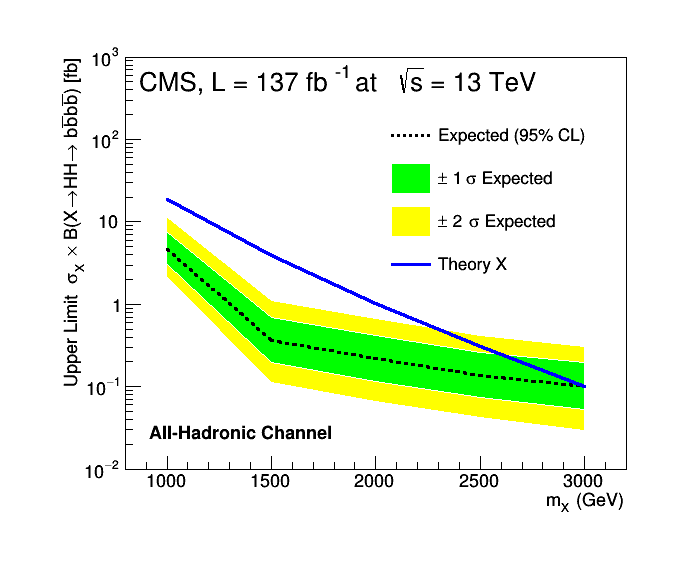 CMS, L = 137 fb⁻¹ at √s = 13 TeV
Expected (95% CL)
± 1 σ Expected
± 2 σ Expected
Theory X
All-Hadronic Channel
Upper Limit σ_X × B(X→HH→ bb̅bb̅) [fb]
10³
10²
10
1
10⁻¹
10⁻²
1000 1500 2000 2500 3000
m_X (GeV)